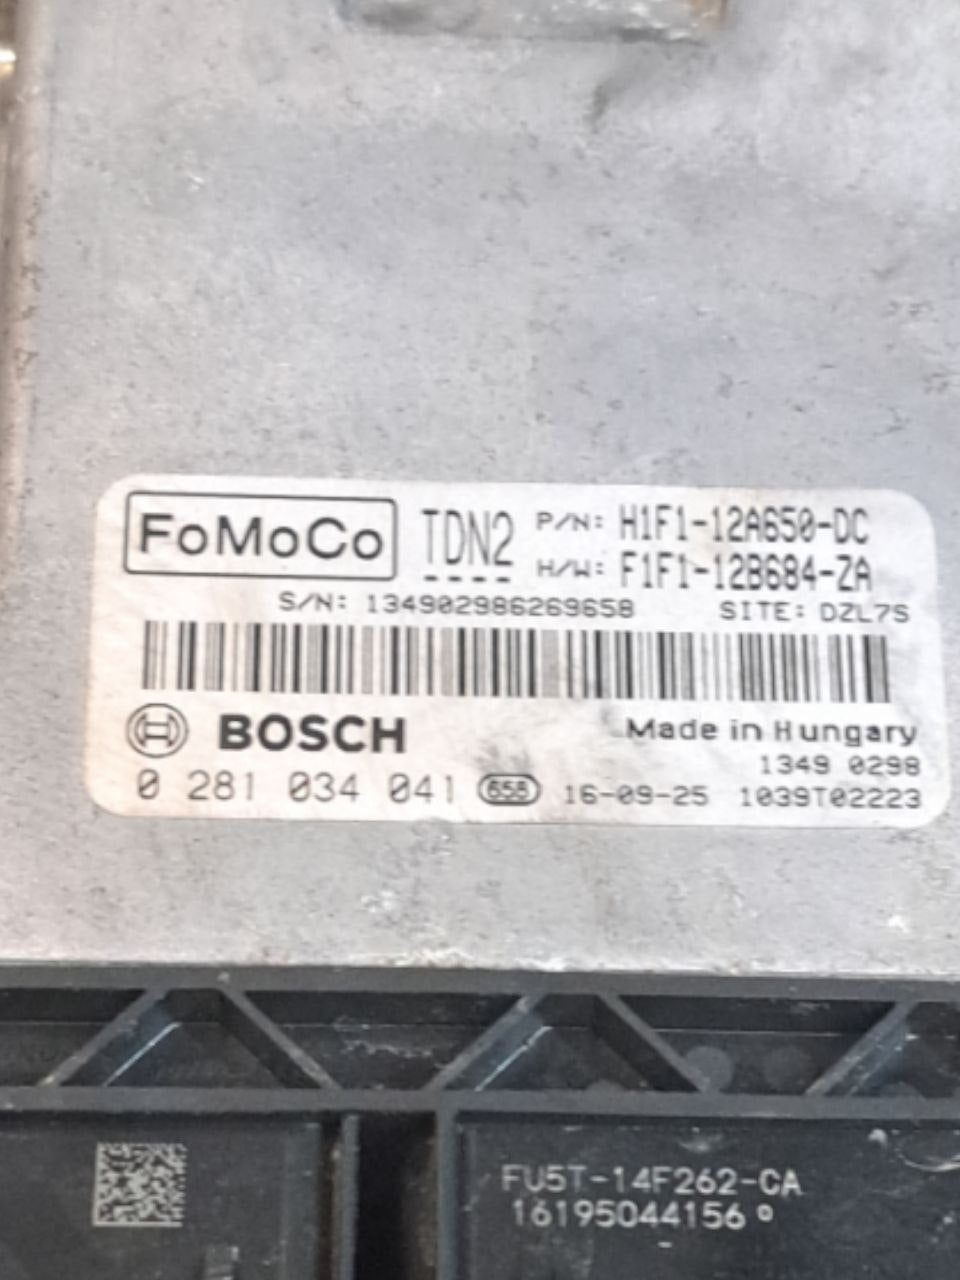 FoMoCo TDN2 P/N: H1F1-12A650-DC
H/W: F1F1-12B684-ZA
S/N: 134902986269658 SITE: DZL7S
BOSCH Made in Hungary
1349 0298
0 281 034 041 658 16-09-25 1039T02223
FU5T-14F262-CA
16195044156